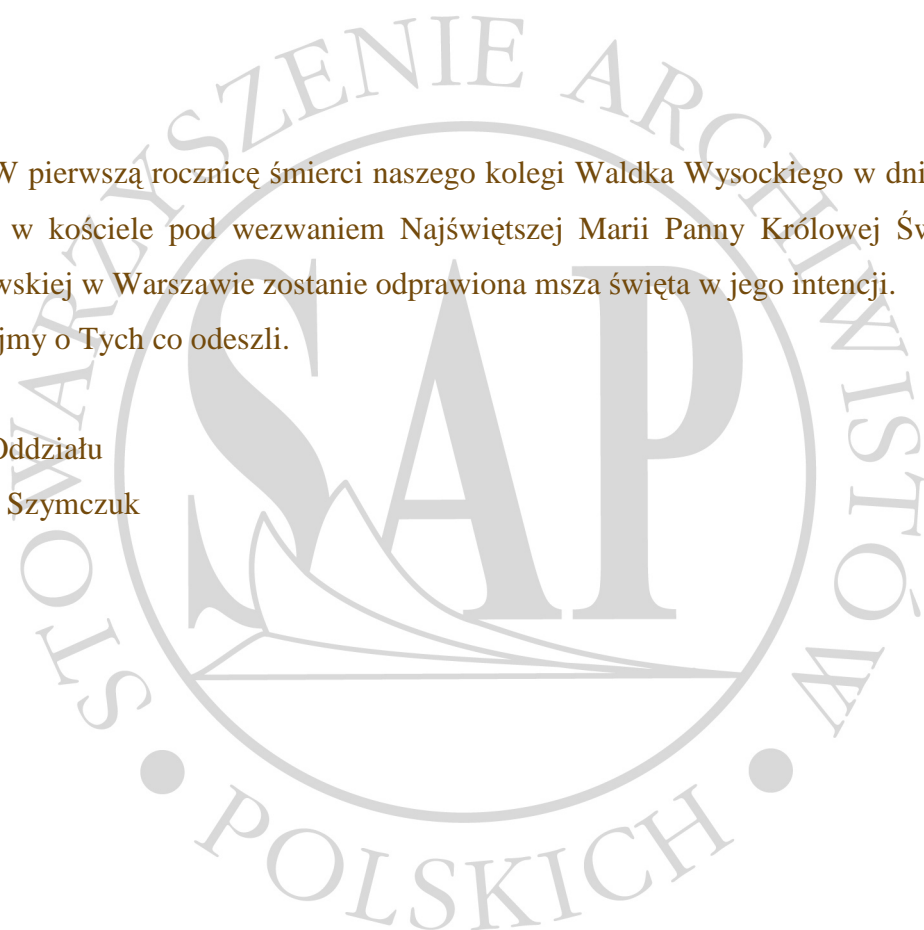 STOWARZYSZENIE ARCHIWISTÓW
W pierwszą rocznicę śmierci naszego kolegi Waldka Wysockiego w dni
w kościele pod wezwaniem Najświętszej Marii Panny Królowej Św
wskiej w Warszawie zostanie odprawiona msza święta w jego intencji.
jmy o Tych co odeszli.
Oddziału
Szymczuk
SAP
• POLSKICH •